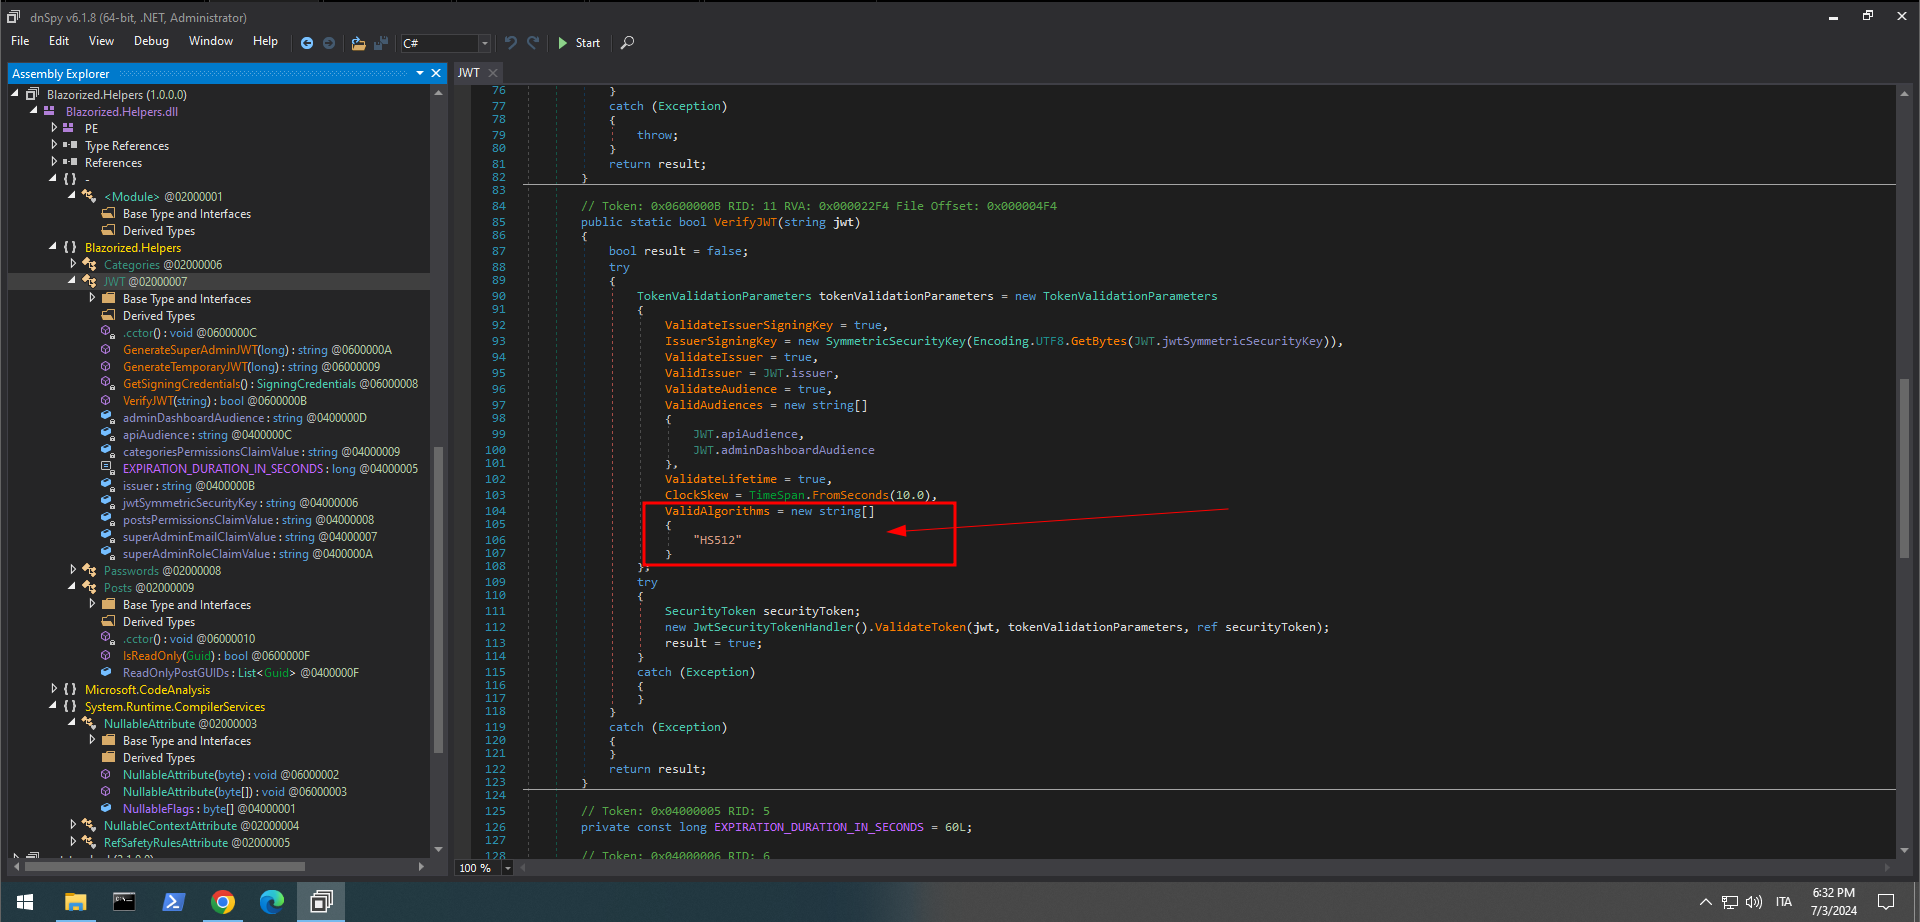 dnSpy v6.1.8 (64-bit, .NET, Administrator)
File Edit View Debug Window Help C# Start
Assembly Explorer
Blazorized.Helpers (1.0.0.0)
Blazorized.Helpers.dll
PE
Type References
References
{ } -
<Module> @02000001
Base Type and Interfaces
Derived Types
{ } Blazorized.Helpers
Categories @02000006
JWT @02000007
Base Type and Interfaces
Derived Types
.cctor() : void @0600000C
GenerateSuperAdminJWT(long) : string @0600000A
GenerateTemporaryJWT(long) : string @06000009
GetSigningCredentials() : SigningCredentials @06000008
VerifyJWT(string) : bool @0600000B
adminDashboardAudience : string @0400000D
apiAudience : string @0400000C
categoriesPermissionsClaimValue : string @04000009
EXPIRATION_DURATION_IN_SECONDS : long @04000005
issuer : string @0400000B
jwtSymmetricSecurityKey : string @04000006
postsPermissionsClaimValue : string @04000008
superAdminEmailClaimValue : string @04000007
superAdminRoleClaimValue : string @0400000A
Passwords @02000008
Posts @02000009
Base Type and Interfaces
Derived Types
.cctor() : void @06000010
IsReadOnly(Guid) : bool @0600000F
ReadOnlyPostGUIDs : List<Guid> @0400000F
{ } Microsoft.CodeAnalysis
{ } System.Runtime.CompilerServices
NullableAttribute @02000003
Base Type and Interfaces
Derived Types
NullableAttribute(byte) : void @06000002
NullableAttribute(byte[]) : void @06000003
NullableFlags : byte[] @04000001
NullableContextAttribute @02000004
RefSafetyRulesAttribute @02000005
JWT
76 }
77 catch (Exception)
78 {
79 throw;
80 }
81 return result;
82 }
83
84 // Token: 0x0600000B RID: 11 RVA: 0x000022F4 File Offset: 0x000004F4
85 public static bool VerifyJWT(string jwt)
86 {
87 bool result = false;
88 try
89 {
90 TokenValidationParameters tokenValidationParameters = new TokenValidationParameters
91 {
92 ValidateIssuerSigningKey = true,
93 IssuerSigningKey = new SymmetricSecurityKey(Encoding.UTF8.GetBytes(JWT.jwtSymmetricSecurityKey)),
94 ValidateIssuer = true,
95 ValidIssuer = JWT.issuer,
96 ValidateAudience = true,
97 ValidAudiences = new string[]
98 {
99 JWT.apiAudience,
100 JWT.adminDashboardAudience
101 },
102 ValidateLifetime = true,
103 ClockSkew = TimeSpan.FromSeconds(10.0),
104 ValidAlgorithms = new string[]
105 {
106 "HS512"
107 }
108 };
109 try
110 {
111 SecurityToken securityToken;
112 new JwtSecurityTokenHandler().ValidateToken(jwt, tokenValidationParameters, ref securityToken);
113 result = true;
114 }
115 catch (Exception)
116 {
117 }
118 }
119 catch (Exception)
120 {
121 }
122 return result;
123 }
124
125 // Token: 0x04000005 RID: 5
126 private const long EXPIRATION_DURATION_IN_SECONDS = 60L;
127
128 // Token: 0x04000006 RID: 6
100 %
ITA
6:32 PM
7/3/2024